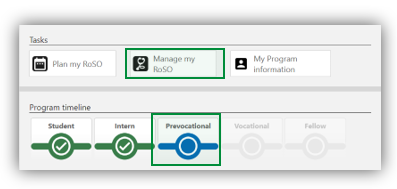 Tasks
Plan my RoSO
Manage my
RoSO
My Program
information
Program timeline
Student
Intern
Prevocational
Vocational
Fellow